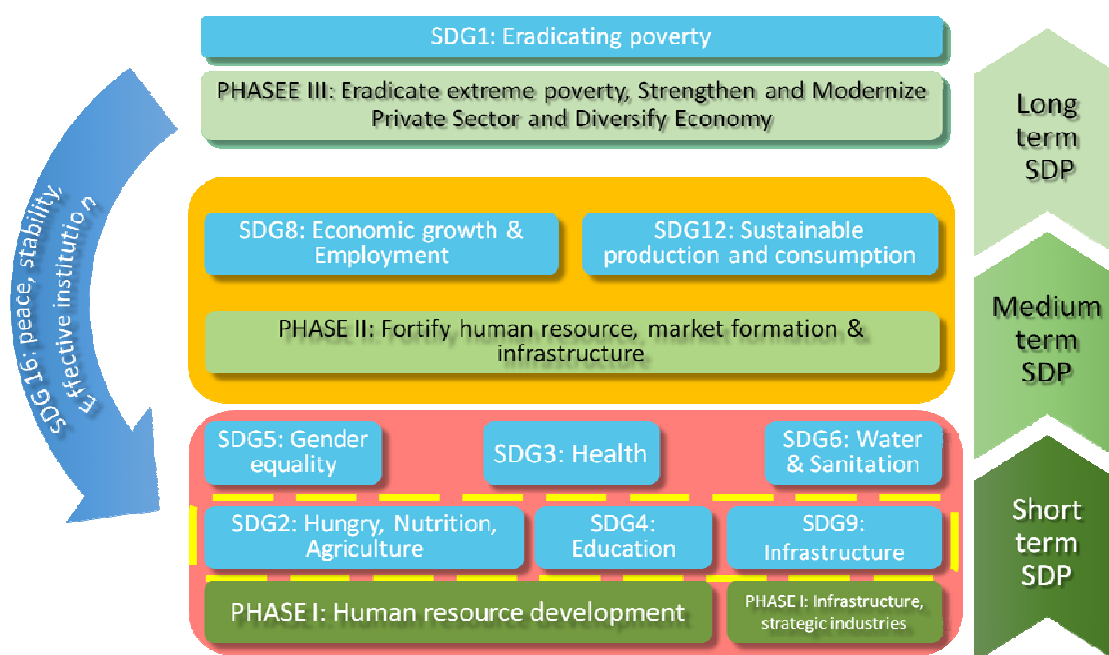 SDG1: Eradicating poverty
PHASEE III: Eradicate extreme poverty, Strengthen and Modernize
Private Sector and Diversify Economy
Long
term
SDP
SDG16: peace, stability,
Effective institution
SDG8: Economic growth &
Employment
SDG12: Sustainable
production and consumption
PHASE II: Fortify human resource, market formation &
infrastructure
Medium
term
SDP
SDG5: Gender
equality
SDG3: Health
SDG6: Water
& Sanitation
SDG2: Hungry, Nutrition,
Agriculture
SDG4:
Education
SDG9:
Infrastructure
PHASE I: Human resource development
PHASE I: Infrastructure,
strategic industries
Short
term
SDP